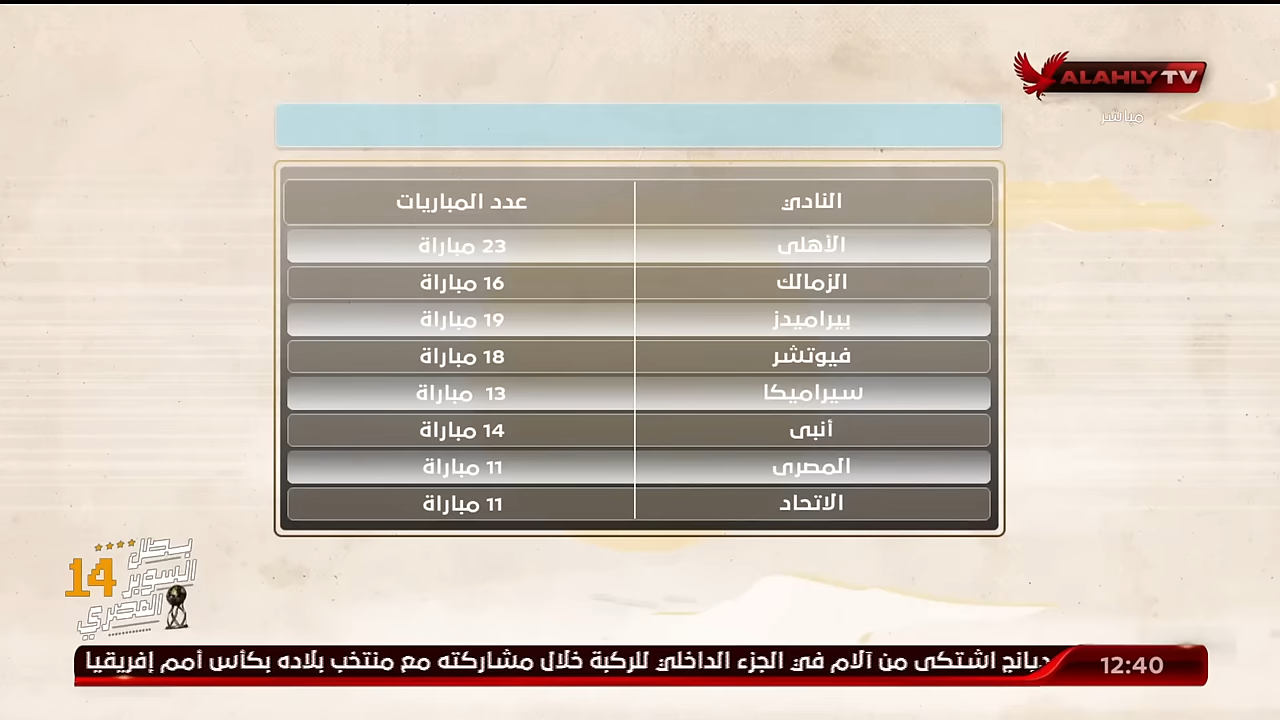 ALAHLY TV
مباشر
النادي عدد المباريات
الأهلى 23 مباراة
الزمالك 16 مباراة
بيراميدز 19 مباراة
فيوتشر 18 مباراة
سيراميكا 13 مباراة
أنبى 14 مباراة
المصرى 11 مباراة
الاتحاد 11 مباراة
بطل
السوبر 14
المصري
ديانج اشتكى من آلام في الجزء الداخلي للركبة خلال مشاركته مع منتخب بلاده بكأس أمم إفريقيا
12:40